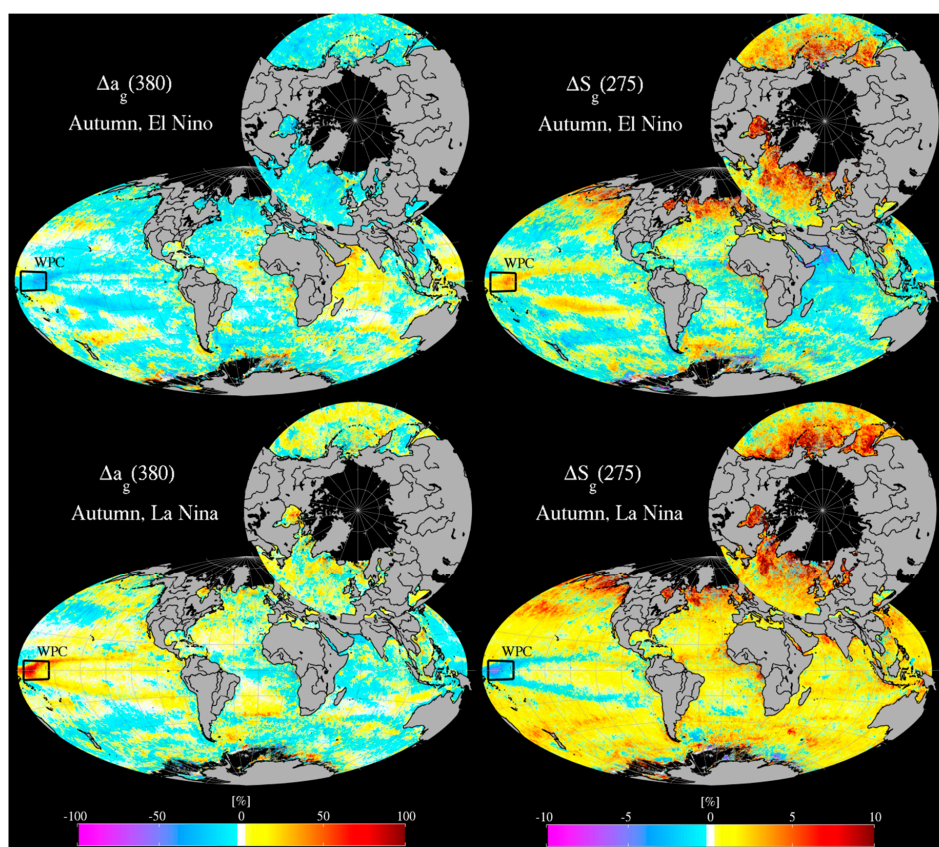 Δa_g(380)
Autumn, El Nino
WPC
ΔS_g(275)
Autumn, El Nino
WPC
Δa_g(380)
Autumn, La Nina
WPC
ΔS_g(275)
Autumn, La Nina
WPC
[%]
-100 -50 0 50 100
[%]
-10 -5 0 5 10